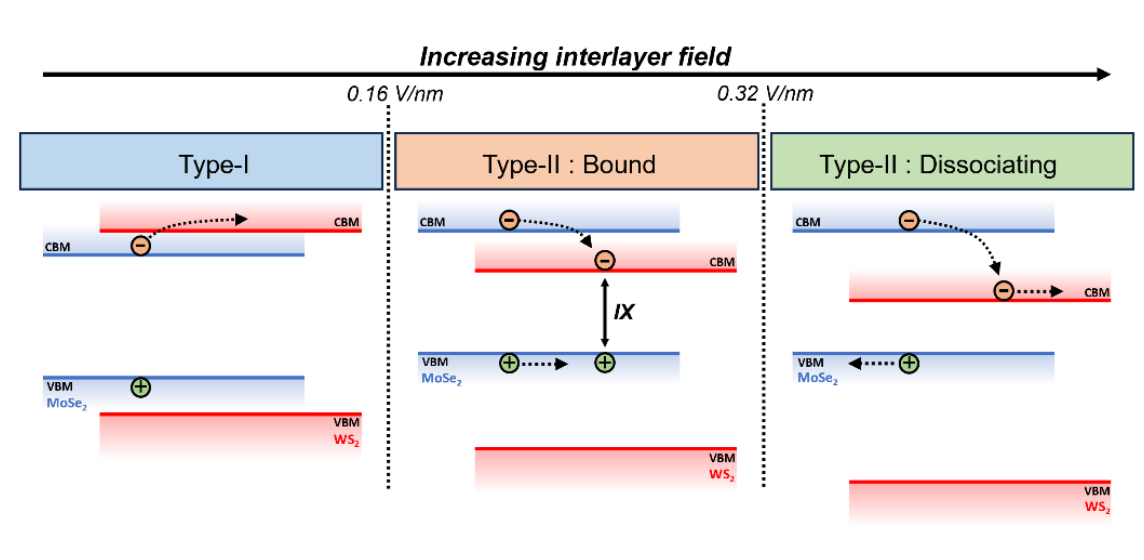 Increasing interlayer field
0.16 V/nm
0.32 V/nm
Type-I
Type-II : Bound
Type-II : Dissociating
CBM
CBM
−
VBM
MoSe₂
+
VBM
WS₂
CBM
−
−
CBM
IX
VBM
MoSe₂
+
+
VBM
WS₂
CBM
−
−
CBM
VBM
MoSe₂
+
VBM
WS₂